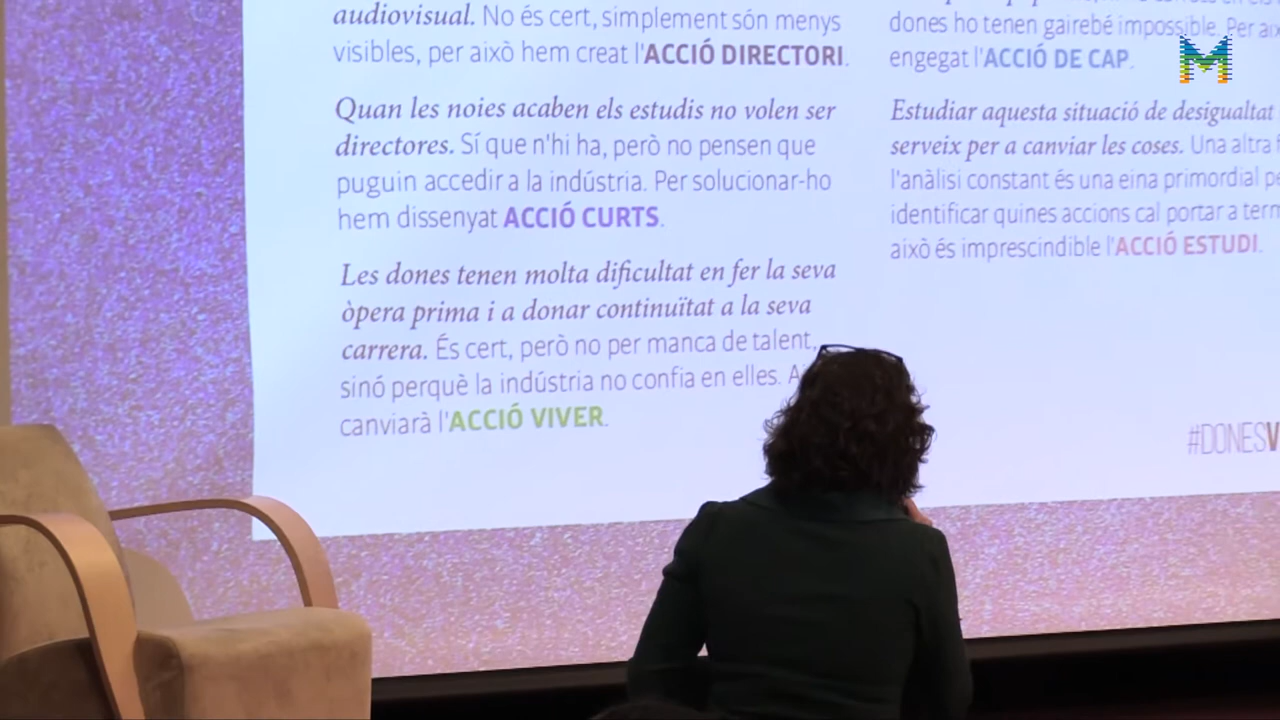 audiovisual. No és cert, simplement són menys
visibles, per això hem creat l'ACCIÓ DIRECTORI.
Quan les noies acaben els estudis no volen ser
directores. Sí que n'hi ha, però no pensen que
puguin accedir a la indústria. Per solucionar-ho
hem dissenyat ACCIÓ CURTS.
Les dones tenen molta dificultat en fer la seva
òpera prima i a donar continuïtat a la seva
carrera. És cert, però no per manca de talent,
sinó perquè la indústria no confia en elles.
canviarà l'ACCIÓ VIVER.
dones ho tenen gairebé impossible. Per
engegat l'ACCIÓ DE CAP.
Estudiar aquesta situació de desigualtat
serveix per a canviar les coses. Una altra
l'anàlisi constant és una eina primordial
identificar quines accions cal portar a
això és imprescindible l'ACCIÓ ESTUDI.
#DONESV
M